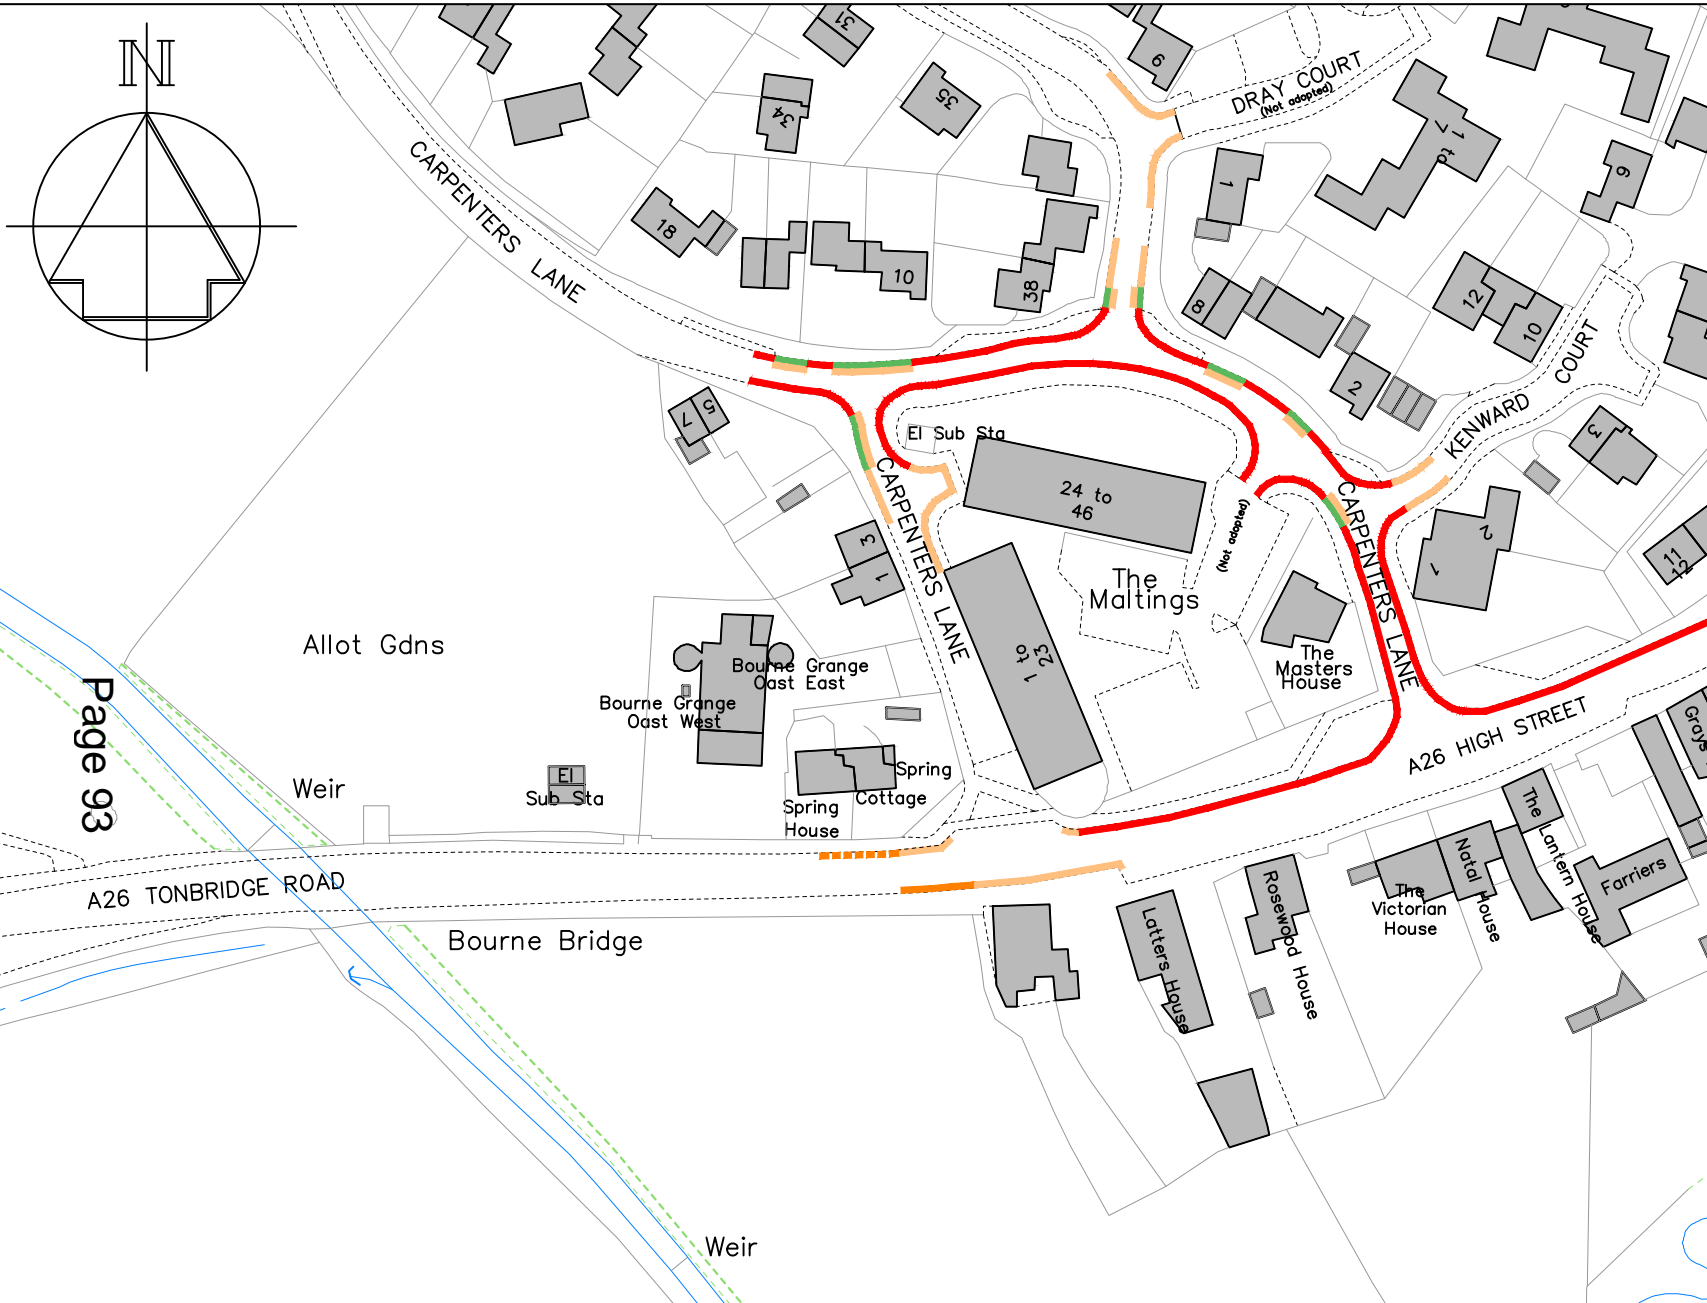 N
31
9
DRAY COURT
(Not adopted)
35
34
1 to
7
CARPENTERS LANE
1
9
18
10
38
8
12
10
COURT
2
KENWARD
5
7
El Sub Sta
3
24 to
46
CARPENTERS LANE
(Not adopted)
CARPENTERS LANE
2
1
3
1
11
12
The
Maltings
Allot Gdns
1 to
23
The
Masters
House
Bourne Grange
Oast East
Bourne Grange
Oast West
Page 93
A26 HIGH STREET
Grays
El
Sub Sta
Weir
Spring
Cottage
Spring
House
The
Lantern House
Natal House
Farriers
The
Victorian
House
Rosewood House
Latters House
A26 TONBRIDGE ROAD
Bourne Bridge
Weir